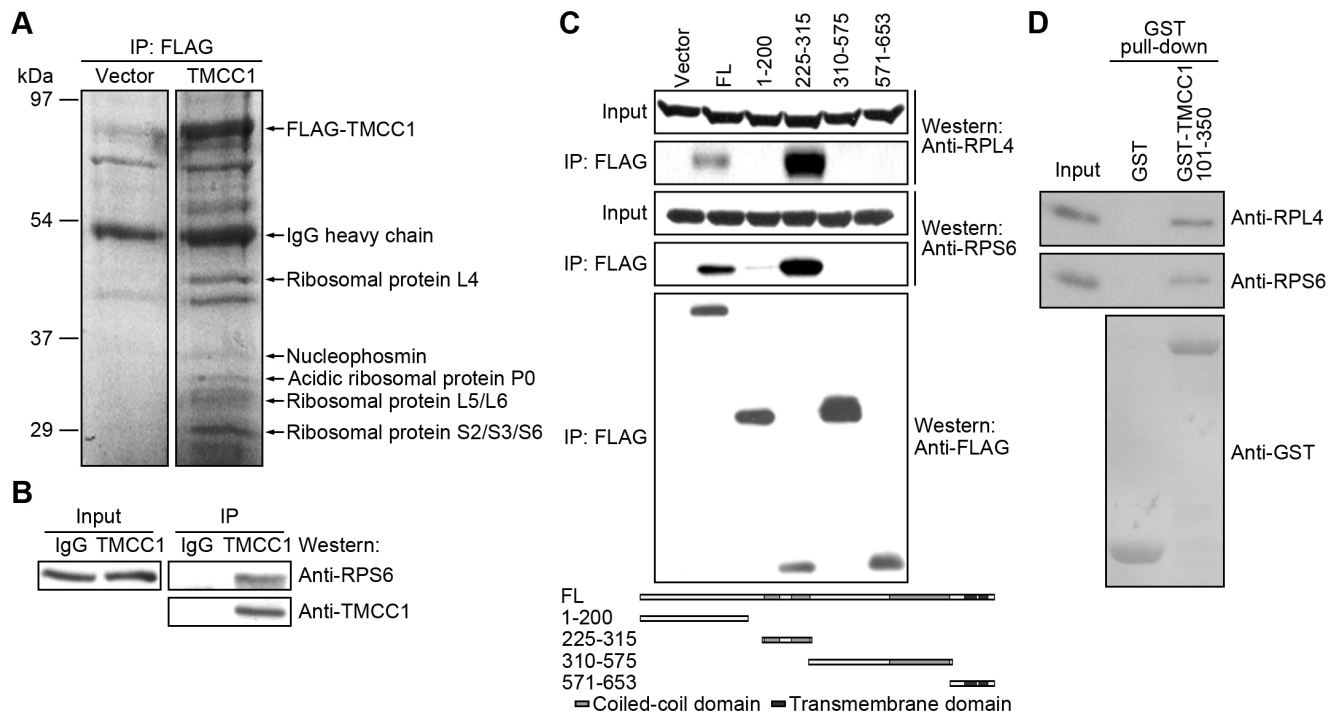 A
IP: FLAG
kDa
Vector
TMCC1
97
FLAG-TMCC1
54
IgG heavy chain
Ribosomal protein L4
37
Nucleophosmin
Acidic ribosomal protein P0
Ribosomal protein L5/L6
29
Ribosomal protein S2/S3/S6
B
Input
IP
IgG TMCC1
IgG TMCC1 Western:
Anti-RPS6
Anti-TMCC1
C
Vector
FL
1-200
225-315
310-575
571-653
Input
IP: FLAG
Western:
Anti-RPL4
Input
IP: FLAG
Western:
Anti-RPS6
IP: FLAG
Western:
Anti-FLAG
FL
1-200
225-315
310-575
571-653
Coiled-coil domain
Transmembrane domain
D
GST
pull-down
Input
GST
GST-TMCC1
101-350
Anti-RPL4
Anti-RPS6
Anti-GST